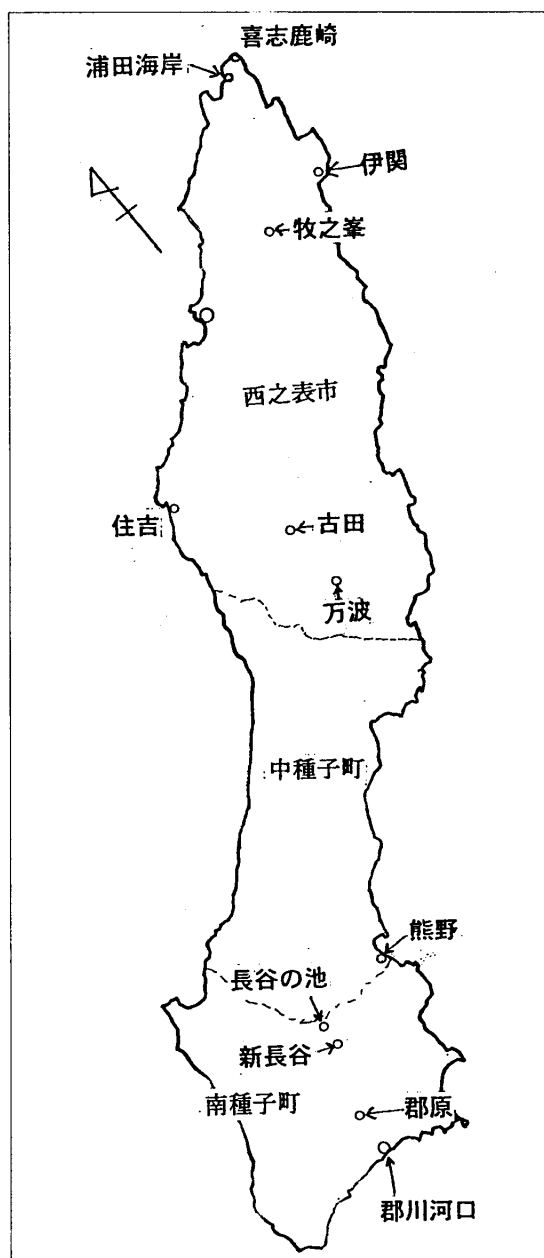 喜志鹿崎
浦田海岸
伊関
牧之峯
西之表市
住吉
古田
万波
中種子町
熊野
長谷の池
新長谷
南種子町
郡原
郡川河口